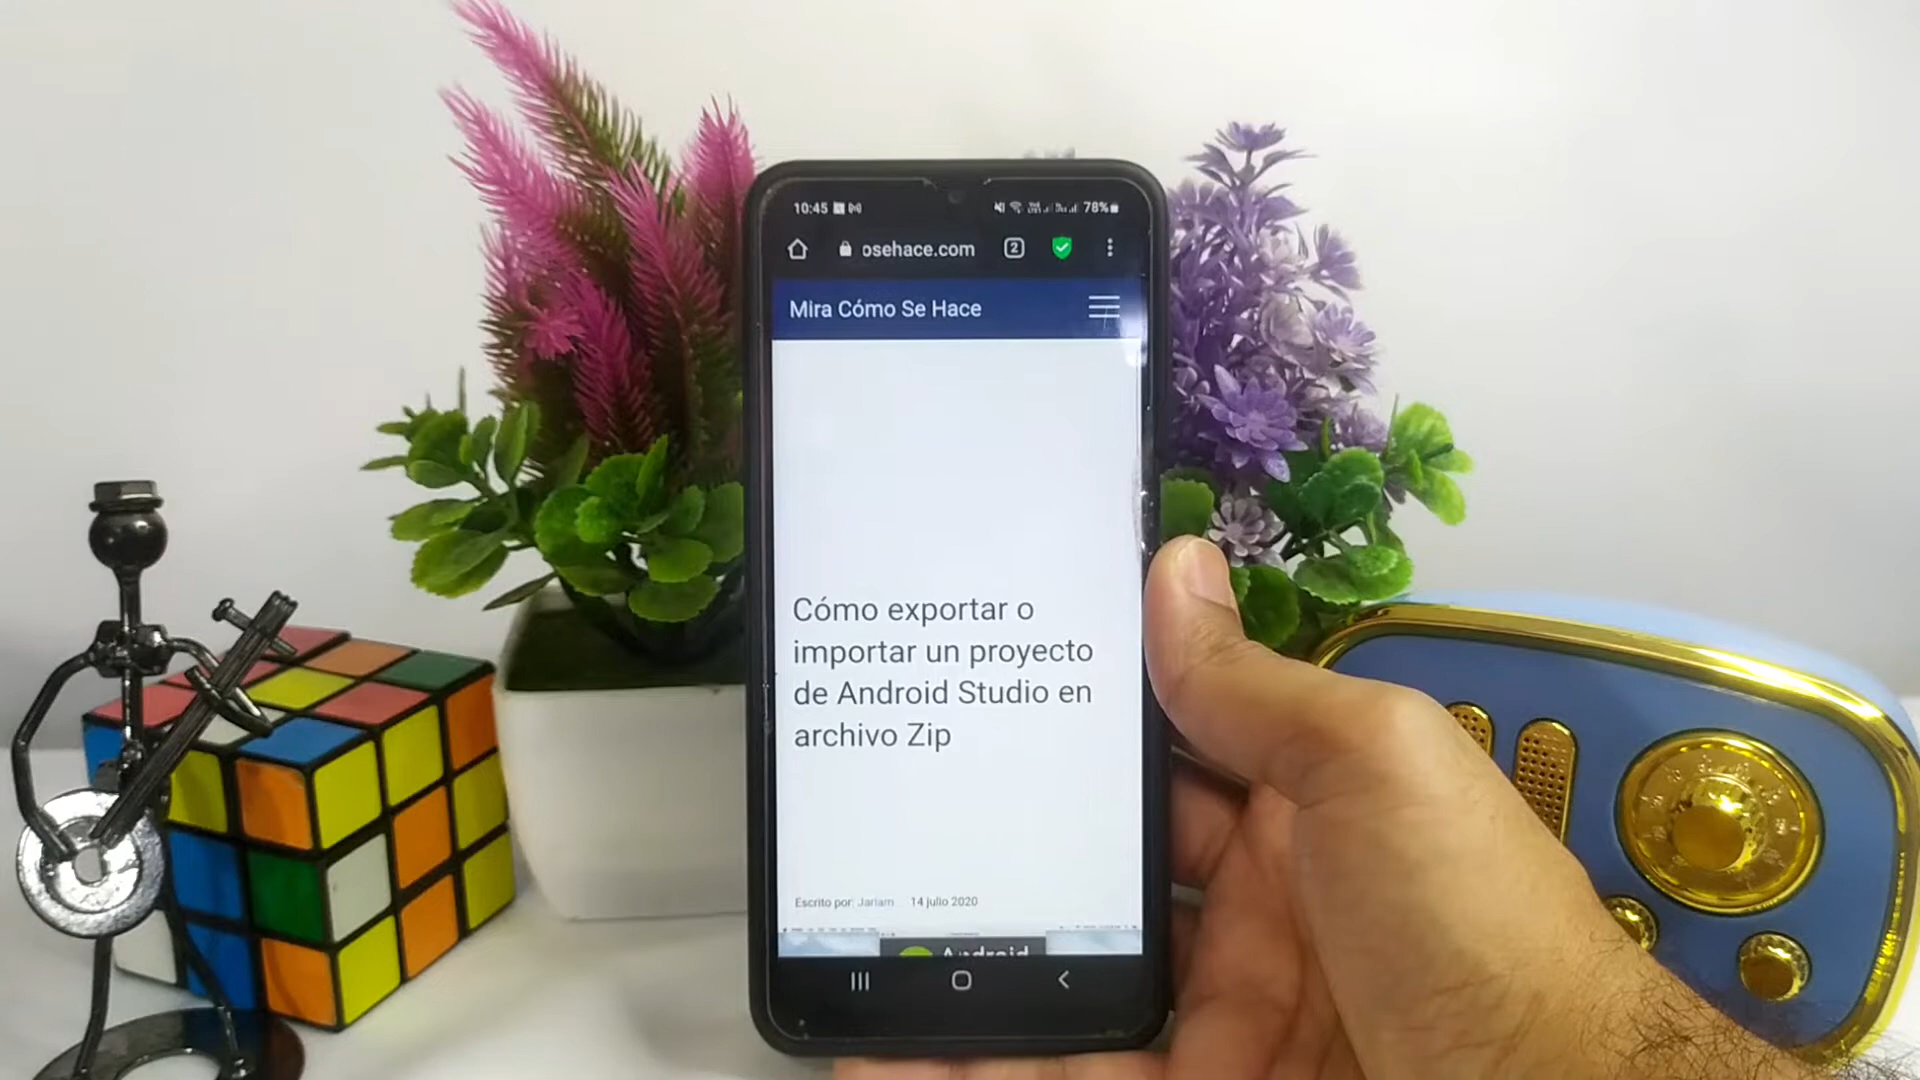 10:45
78%
osehace.com
2
Mira Cómo Se Hace
Cómo exportar o
importar un proyecto
de Android Studio en
archivo Zip
Escrito por: Jariam
14 julio 2020
Android